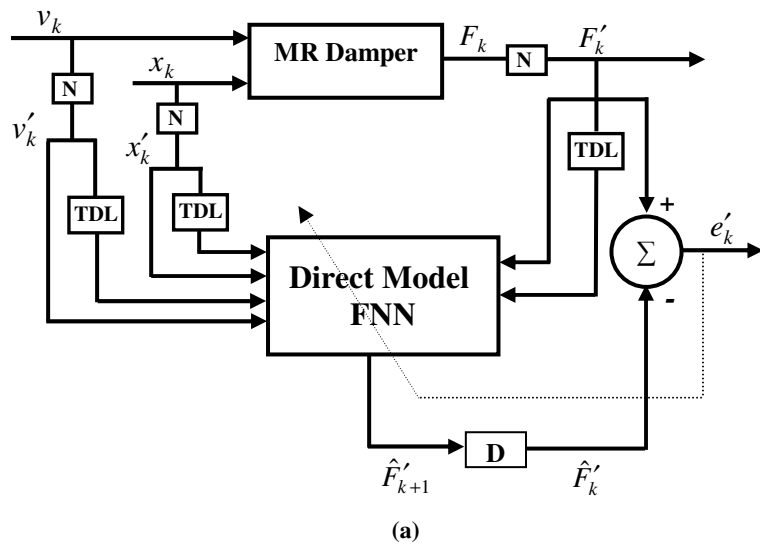 v_k
MR Damper
F_k
N
F′_k
x_k
N
N
v′_k
x′_k
TDL
TDL
TDL
+
Direct Model
FNN
Σ
e′_k
-
D
F̂′_{k+1}
F̂′_k
(a)